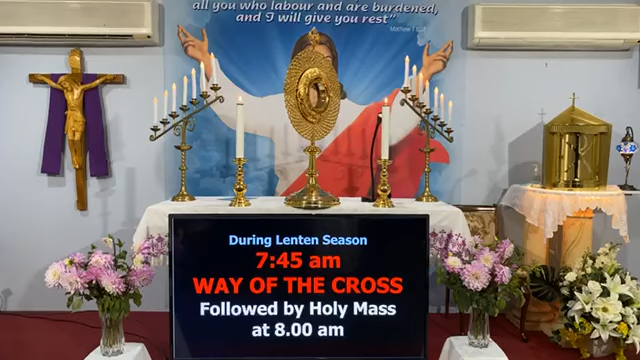 all you who labour and are burdened,
and I will give you rest"
During Lenten Season
7:45 am
WAY OF THE CROSS
Followed by Holy Mass
at 8.00 am